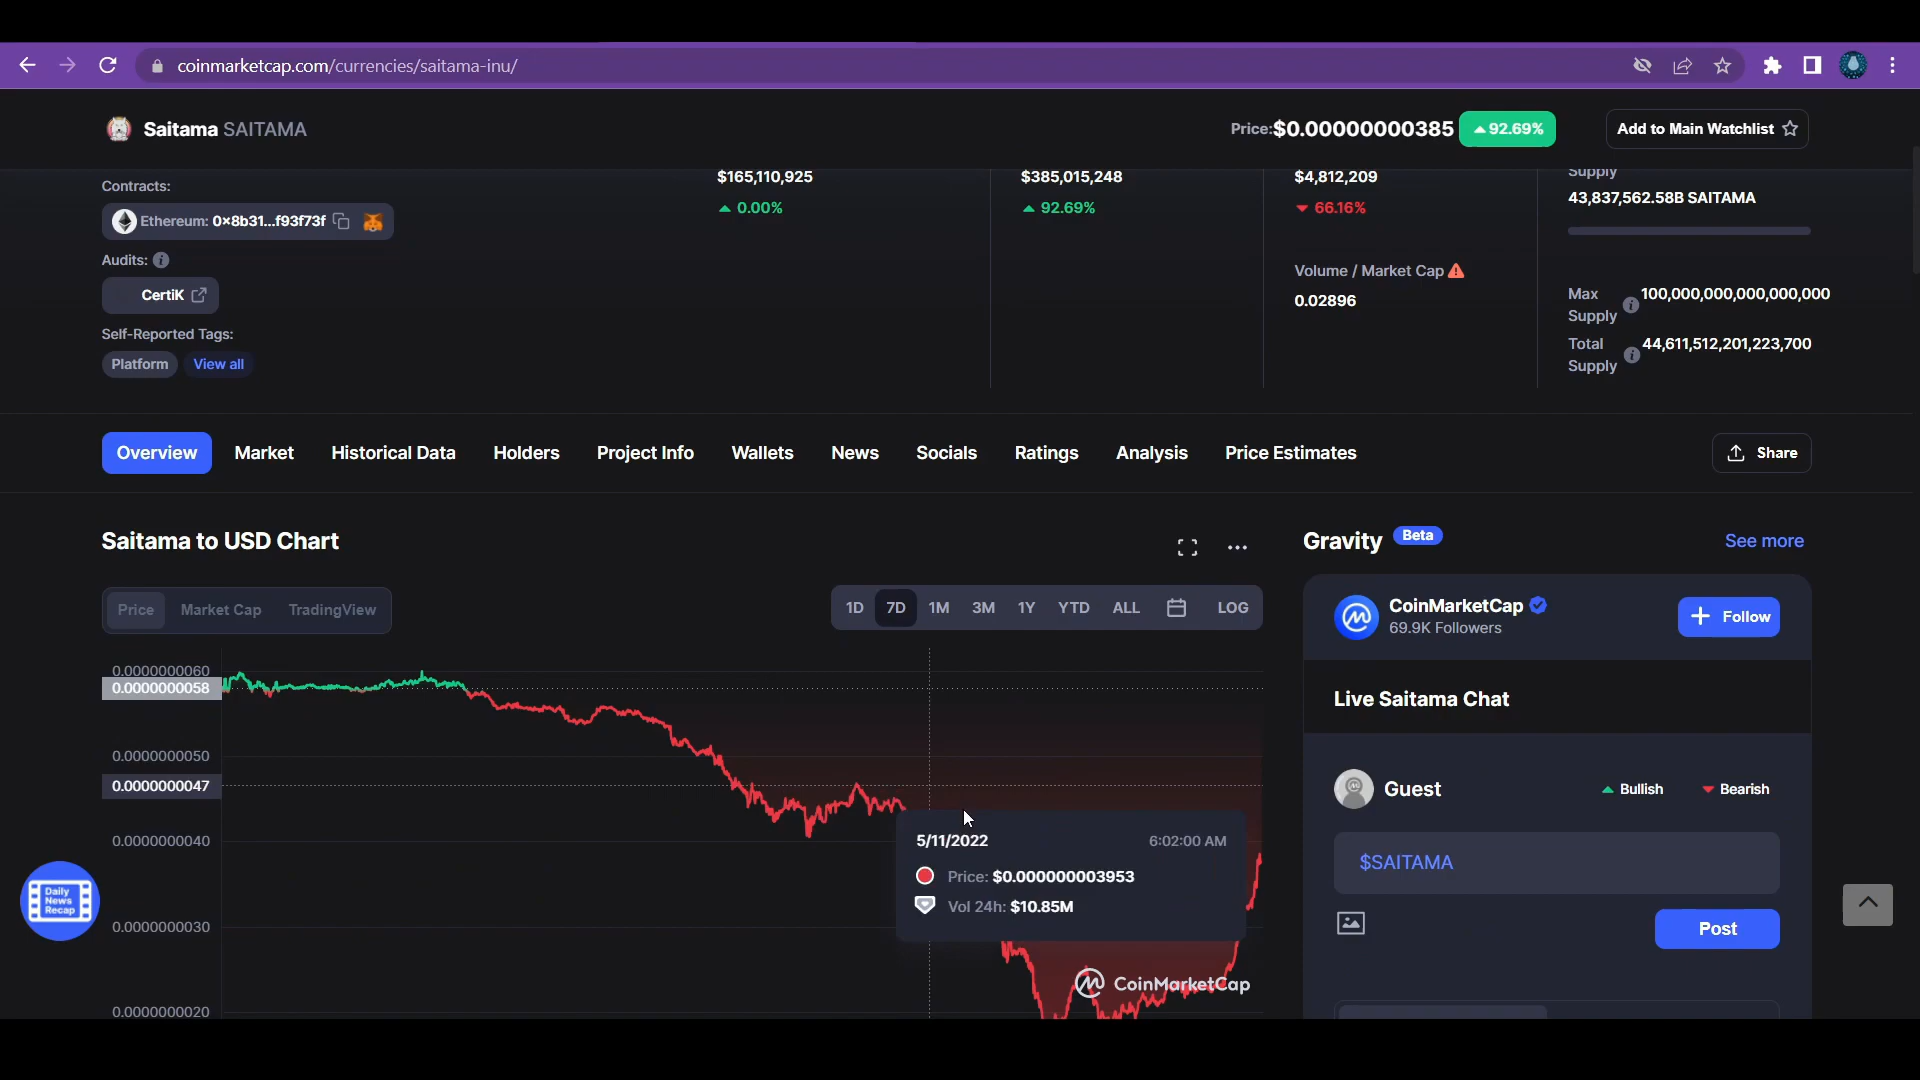 coinmarketcap.com/currencies/saitama-inu/
Saitama SAITAMA
Price:$0.00000000385
92.69%
Add to Main Watchlist
Contracts:
Ethereum: 0×8b31...f93f73f
Audits:
CertiK
Self-Reported Tags:
Platform
View all
$165,110,925
0.00%
$385,015,248
92.69%
$4,812,209
66.16%
Volume / Market Cap
0.02896
Supply
43,837,562.58B SAITAMA
Max Supply 100,000,000,000,000,000
Total Supply 44,611,512,201,223,700
Overview Market Historical Data Holders Project Info Wallets News Socials Ratings Analysis Price Estimates
Share
Saitama to USD Chart
Price Market Cap TradingView
1D 7D 1M 3M 1Y YTD ALL LOG
0.0000000060
0.0000000058
0.0000000050
0.0000000047
0.0000000040
0.0000000030
0.0000000020
5/11/2022 6:02:00 AM
Price: $0.000000003953
Vol 24h: $10.85M
CoinMarketCap
Daily
News
Recap
Gravity Beta
See more
CoinMarketCap
69.9K Followers
Follow
Live Saitama Chat
Guest
Bullish
Bearish
$SAITAMA
Post